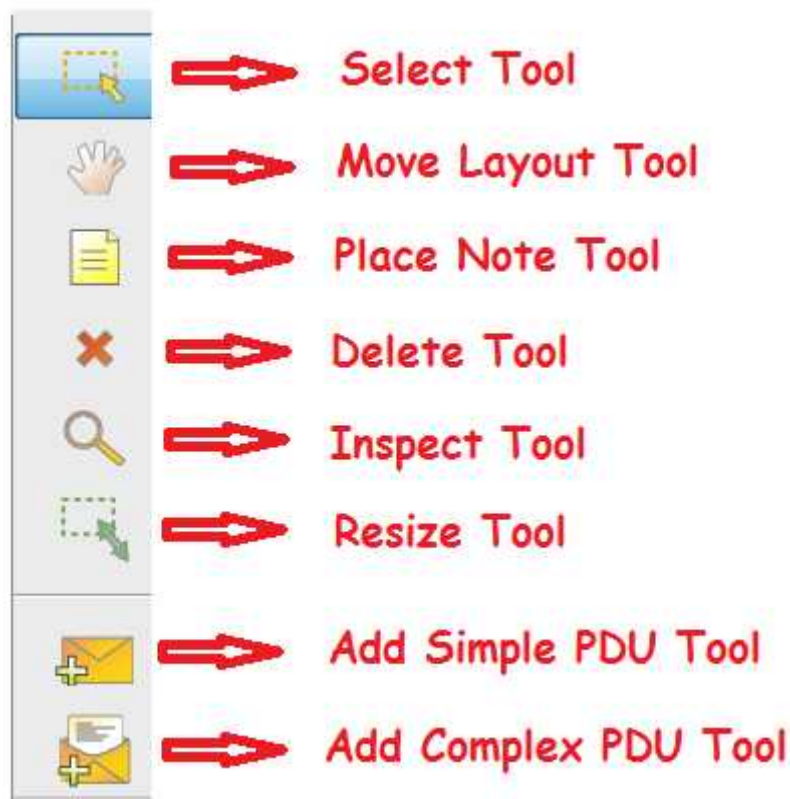 Select Tool
Move Layout Tool
Place Note Tool
Delete Tool
Inspect Tool
Resize Tool
Add Simple PDU Tool
Add Complex PDU Tool